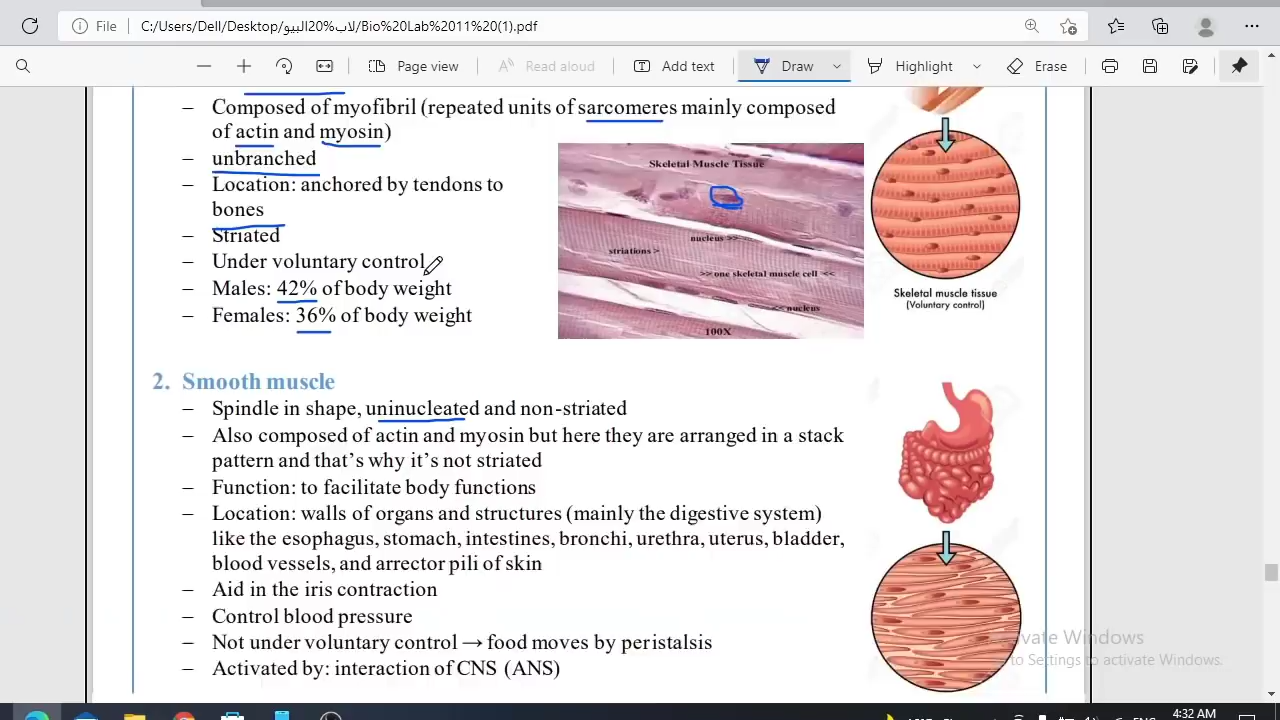 File
C:/Users/Dell/Desktop/لاب%20البيو/Bio%20Lab%2011%20(1).pdf
Page view
Read aloud
Add text
Draw
Highlight
Erase
– Composed of myofibril (repeated units of sarcomeres mainly composed
of actin and myosin)
– unbranched
– Location: anchored by tendons to
bones
– Striated
– Under voluntary control
– Males: 42% of body weight
– Females: 36% of body weight
Skeletal Muscle Tissue
nucleus >>
striations >
>> one skeletal muscle cell <<
<< nucleus
100X
Skeletal muscle tissue
(Voluntary control)
2. Smooth muscle
– Spindle in shape, uninucleated and non-striated
– Also composed of actin and myosin but here they are arranged in a stack
pattern and that’s why it’s not striated
– Function: to facilitate body functions
– Location: walls of organs and structures (mainly the digestive system)
like the esophagus, stomach, intestines, bronchi, urethra, uterus, bladder,
blood vessels, and arrector pili of skin
– Aid in the iris contraction
– Control blood pressure
– Not under voluntary control → food moves by peristalsis
– Activated by: interaction of CNS (ANS)
vate Windows
to Settings to activate Windows.
4:32 AM